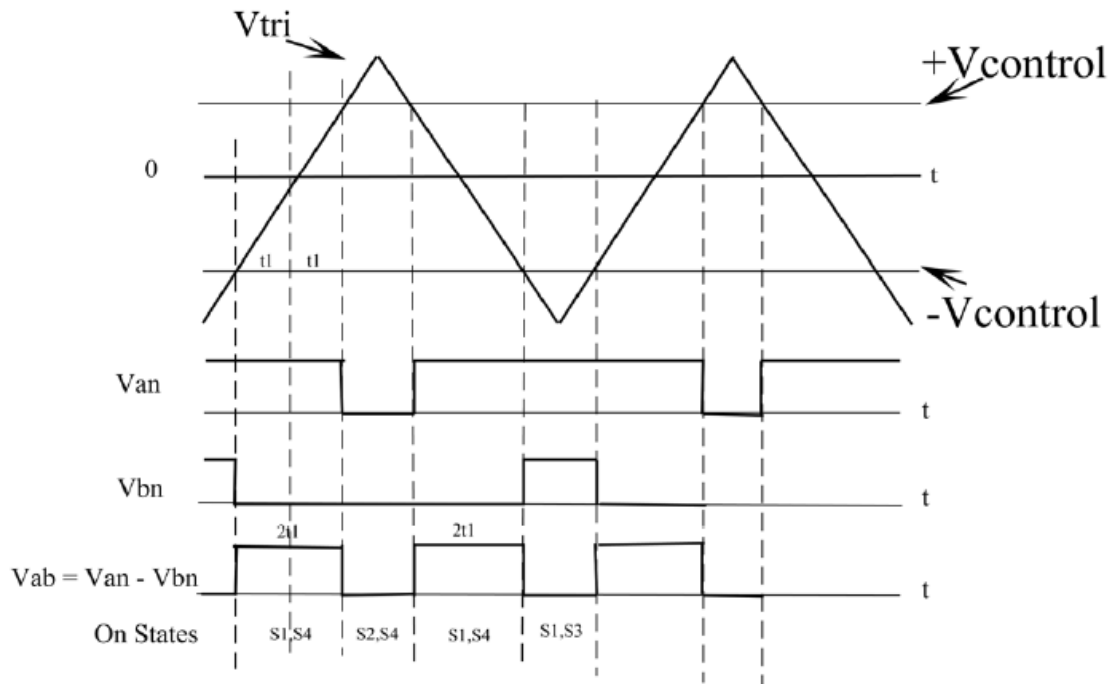 Vtri
+Vcontrol
0
t
t1 t1
-Vcontrol
Van
t
Vbn
t
2t1 2t1
Vab = Van - Vbn
t
On States S1,S4 S2,S4 S1,S4 S1,S3